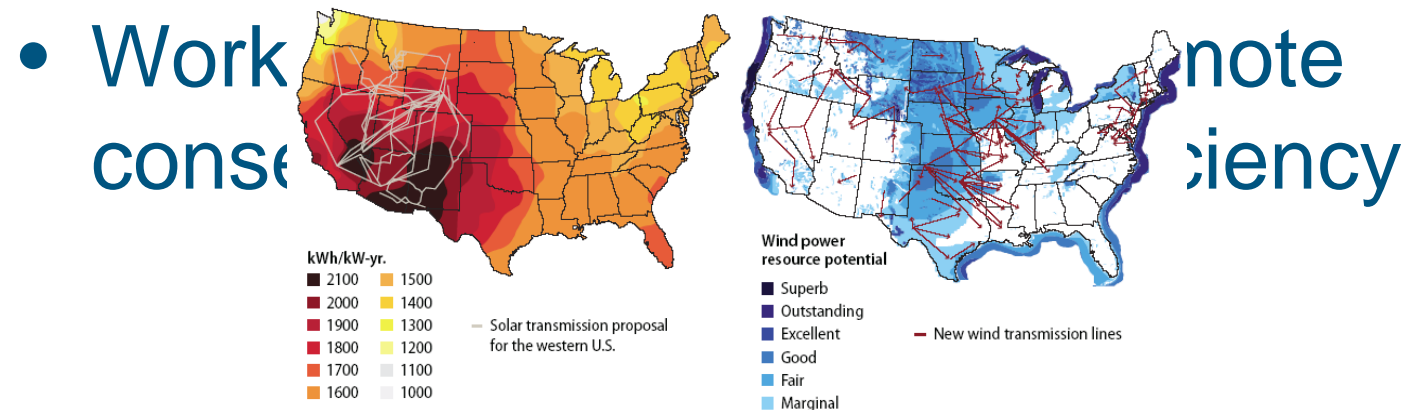 • Work note
conse ciency
kWh/kW-yr.
2100 1500
2000 1400
1900 1300
1800 1200
1700 1100
1600 1000
Solar transmission proposal
for the western U.S.
Wind power
resource potential
Superb
Outstanding
Excellent
Good
Fair
Marginal
New wind transmission lines